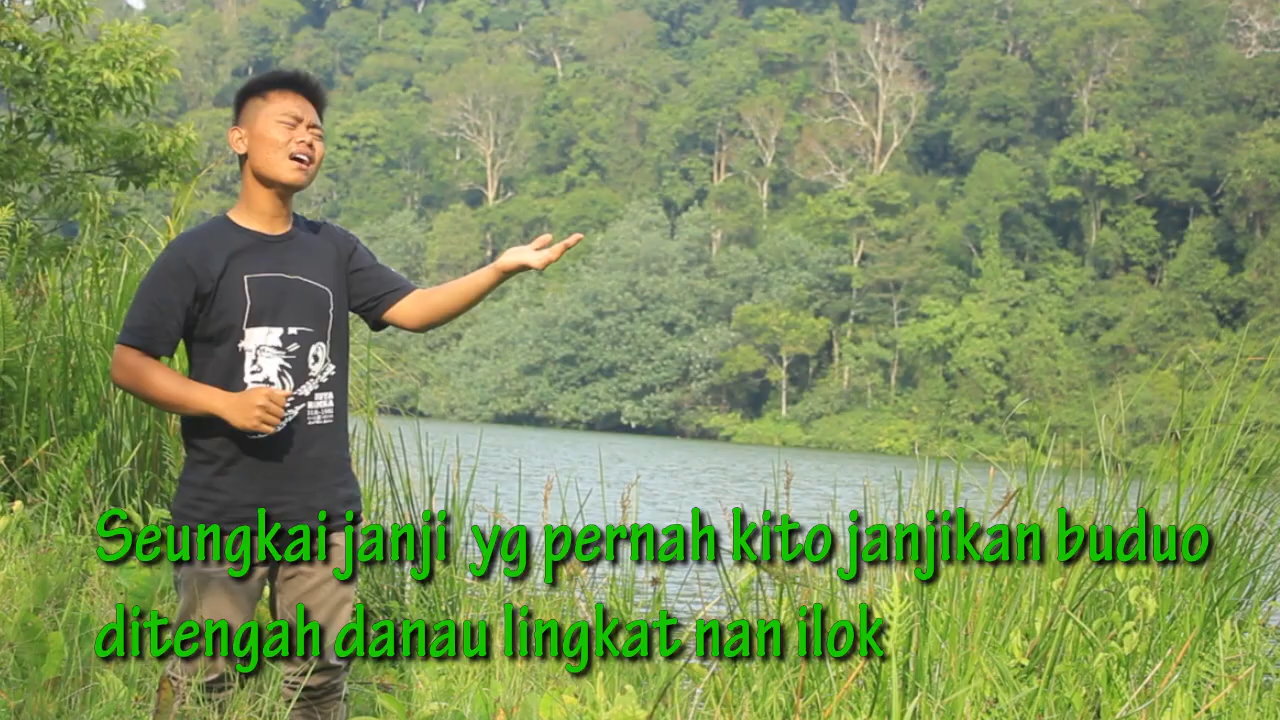 Seungkai janji yg pernah kito janjikan buduo
ditengah danau lingkat nan ilok